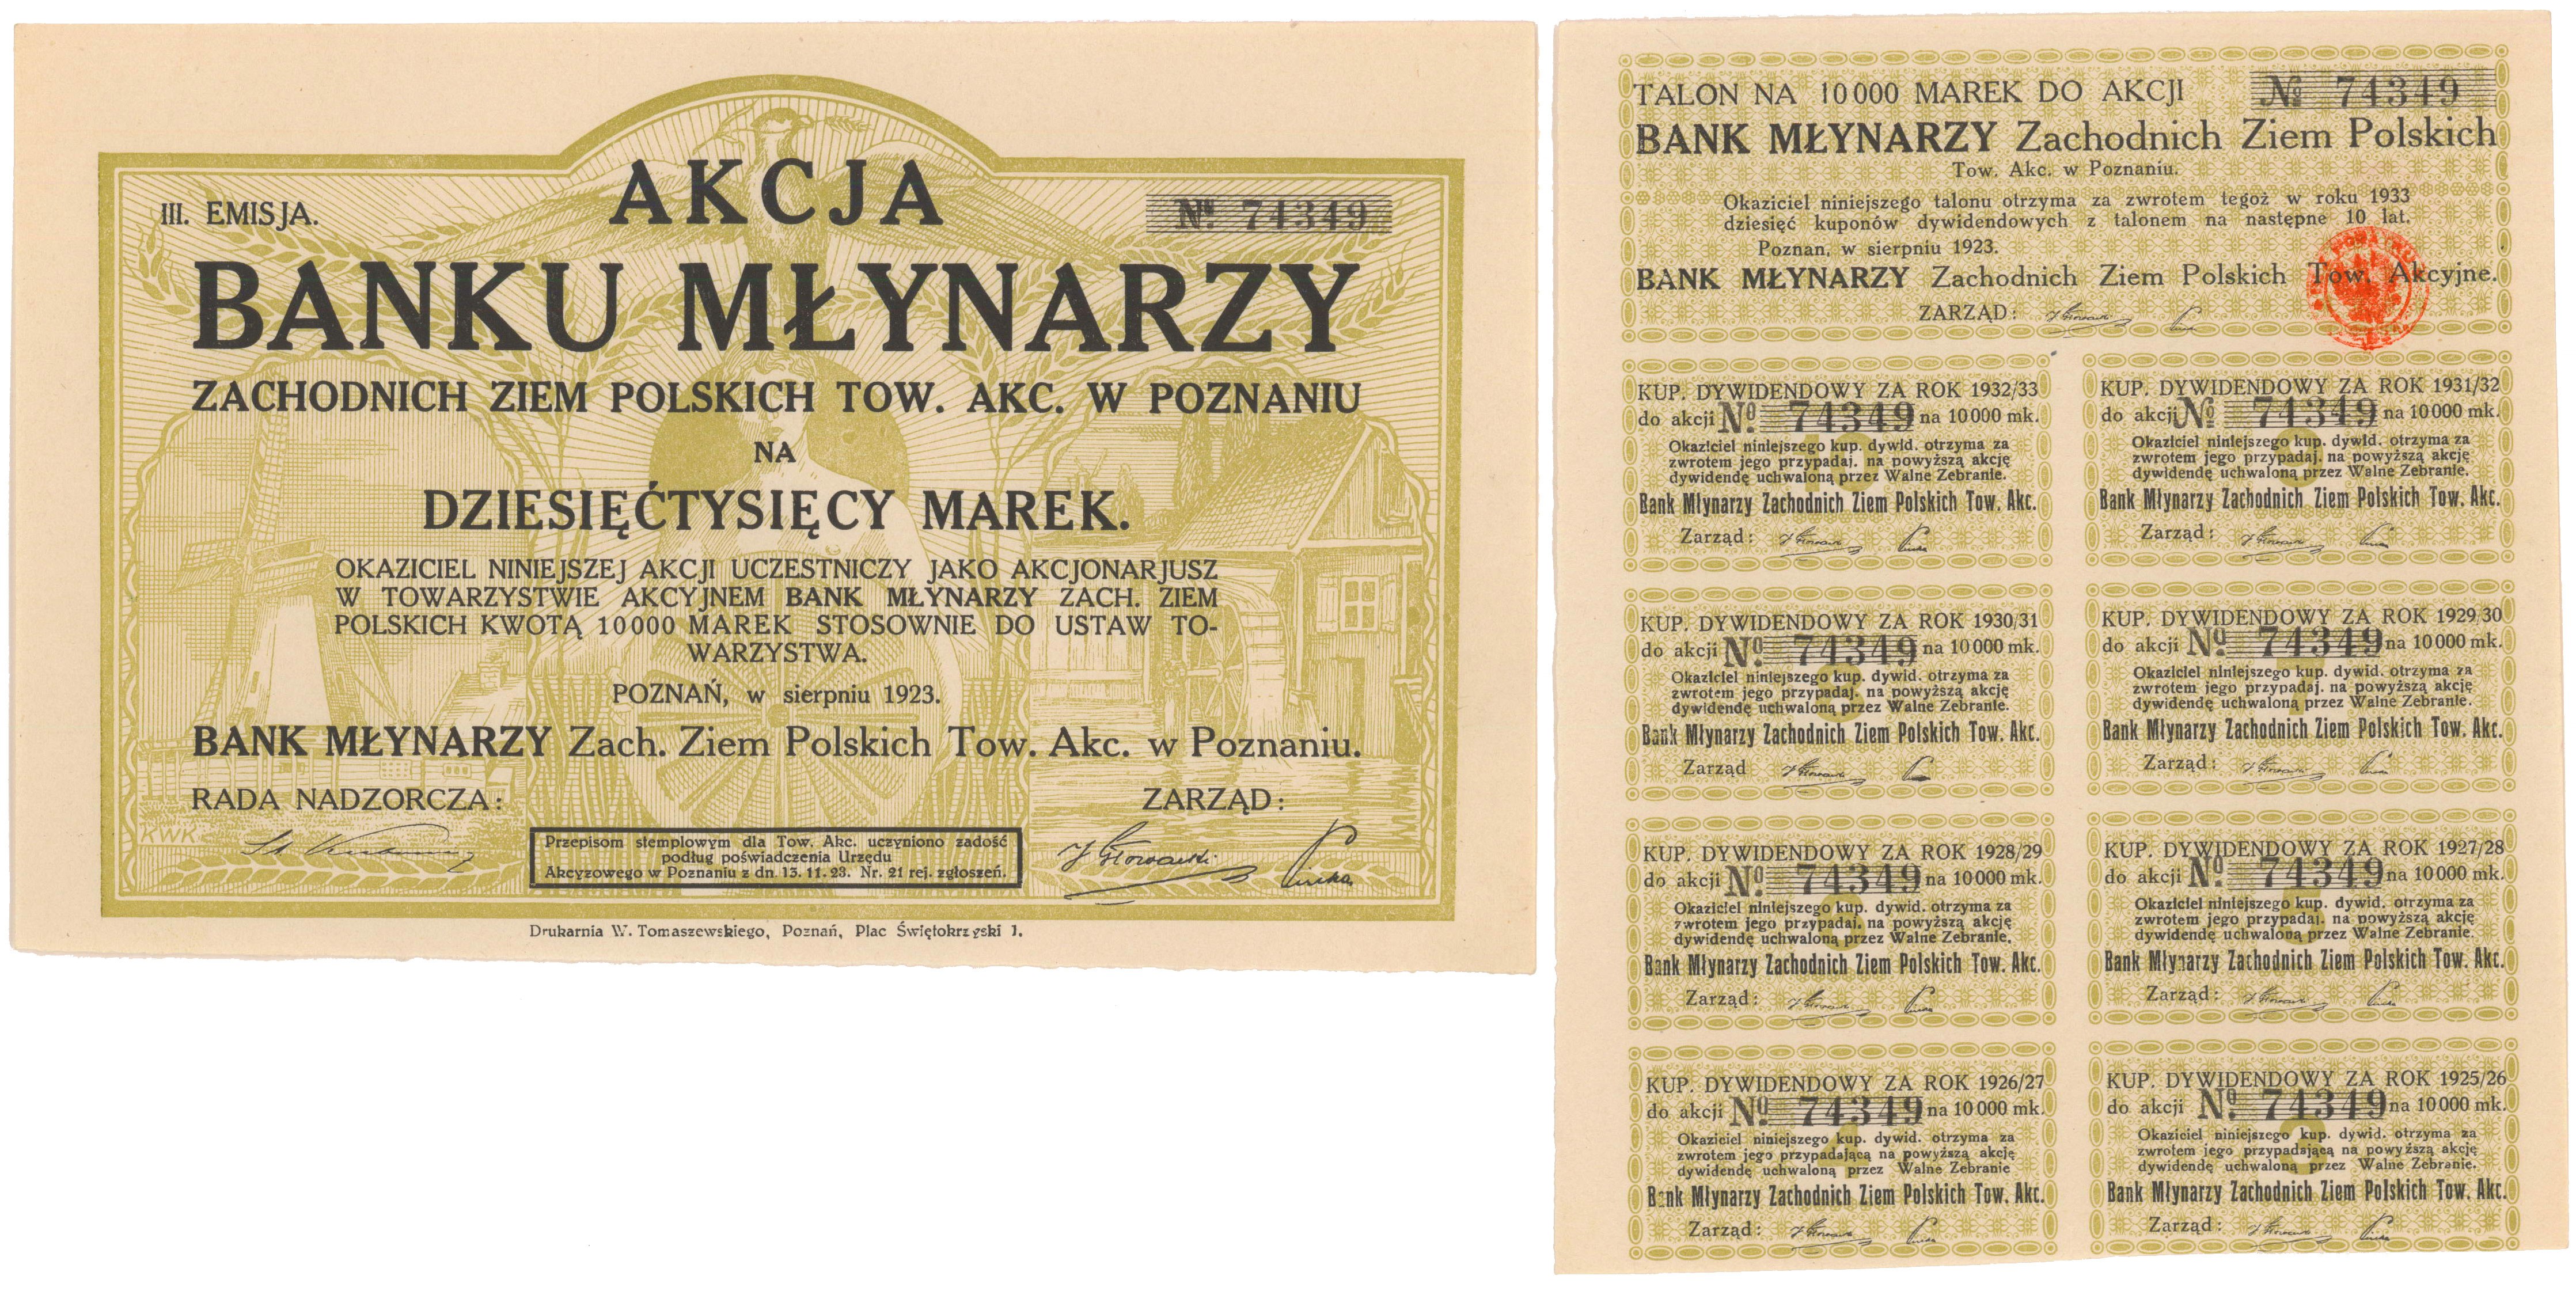 III. EMISJA.
AKCJA
Nº 74349
BANKU MŁYNARZY
ZACHODNICH ZIEM POLSKICH TOW. AKC. W POZNANIU
NA
DZIESIĘĆTYSIĘCY MAREK.
OKAZICIEL NINIEJSZEJ AKCJI UCZESTNICZY JAKO AKCJONARJUSZ
W TOWARZYSTWIE AKCYJNEM BANK MŁYNARZY ZACH. ZIEM
POLSKICH KWOTĄ 10000 MAREK STOSOWNIE DO USTAW TO-
WARZYSTWA.
POZNAŃ, w sierpniu 1923.
BANK MŁYNARZY Zach. Ziem Polskich Tow. Akc. w Poznaniu.
RADA NADZORCZA:
ZARZĄD:
KWK
Przepisom stemplowym dla Tow. Akc. uczyniono zadość
podług poświadczenia Urzędu
Akcyzowego w Poznaniu z dn. 13. 11. 23. Nr. 21 rej. zgłoszeń.
Drukarnia W. Tomaszewskiego, Poznań, Plac Świętokrzyski 1.
TALON NA 10000 MAREK DO AKCJI Nº 74349
BANK MŁYNARZY Zachodnich Ziem Polskich
Tow. Akc. w Poznaniu.
Okaziciel niniejszego talonu otrzyma za zwrotem tegoż w roku 1933
dziesięć kuponów dywidendowych z talonem na następne 10 lat.
Poznan, w sierpniu 1923.
BANK MŁYNARZY Zachodnich Ziem Polskich Tow. Akcyjne.
ZARZĄD:
KUP. DYWIDENDOWY ZA ROK 1932/33
do akcji Nº 74349 na 10000 mk.
Okaziciel niniejszego kup. dywid. otrzyma za
zwrotem jego przypadaj. na powyższą akcję
dywidendę uchwaloną przez Walne Zebranie.
Bank Młynarzy Zachodnich Ziem Polskich Tow. Akc.
Zarząd:
KUP. DYWIDENDOWY ZA ROK 1931/32
do akcji Nº 74349 na 10000 mk.
Okaziciel niniejszego kup. dywid. otrzyma za
zwrotem jego przypadaj. na powyższą akcję
dywidendę uchwaloną przez Walne Zebranie.
Bank Młynarzy Zachodnich Ziem Polskich Tow. Akc.
Zarząd:
KUP. DYWIDENDOWY ZA ROK 1930/31
do akcji Nº 74349 na 10000 mk.
Okaziciel niniejszego kup. dywid. otrzyma za
zwrotem jego przypadaj. na powyższą akcję
dywidendę uchwaloną przez Walne Zebranie.
Bank Młynarzy Zachodnich Ziem Polskich Tow. Akc.
Zarząd
KUP. DYWIDENDOWY ZA ROK 1929 30
do akcji Nº 74349 na 10000 mk.
Okaziciel niniejszego kup. dywid. otrzyma za
zwrotem jego przypadaj. na powyższą akcję
dywidendę uchwaloną przez Walne Zebranie.
Bank Młynarzy Zachodnich Ziem Polskich Tow. Akc.
Zarząd:
KUP. DYWIDENDOWY ZA ROK 1928/29
do akcji Nº 74349 na 10000 mk.
Okaziciel niniejszego kup. dywid. otrzyma za
zwrotem jego przypadaj. na powyższą akcję
dywidendę uchwaloną przez Walne Zebranie.
Bank Młynarzy Zachodnich Ziem Polskich Tow. Akc.
Zarząd:
KUP. DYWIDENDOWY ZA ROK 1927/28
do akcji Nº 74349 na 10000 mk.
Okaziciel niniejszego kup. dywid. otrzyma za
zwrotem jego przypadaj. na powyższą akcję
dywidendę uchwaloną przez Walne Zebranie.
Bank Młynarzy Zachodnich Ziem Polskich Tow. Akc.
Zarząd:
KUP. DYWIDENDOWY ZA ROK 1926/27
do akcji Nº 74349 na 10000 mk.
Okaziciel niniejszego kup. dywid. otrzyma za
zwrotem jego przypadającą na powyższą akcję
dywidendę uchwaloną przez Walne Zebranie
Bank Młynarzy Zachodnich Ziem Polskich Tow. Akc.
Zarząd:
KUP. DYWIDENDOWY ZA ROK 1925/26
do akcji Nº 74349 na 10000 mk.
Okaziciel niniejszego kup. dywid. otrzyma za
zwrotem jego przypadającą na powyższą akcję
dywidendę uchwaloną przez Walne Zebranie.
Bank Młynarzy Zachodnich Ziem Polskich Tow. Akc.
Zarząd: